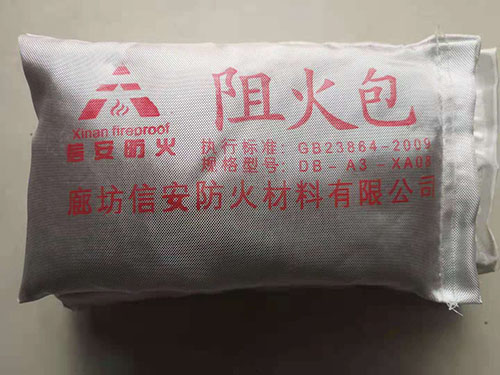 阻火包
Xinan fireproof
信安防火
执行标准：GB23864-2009
规格型号：DB-A3-XA08
廊坊信安防火材料有限公司